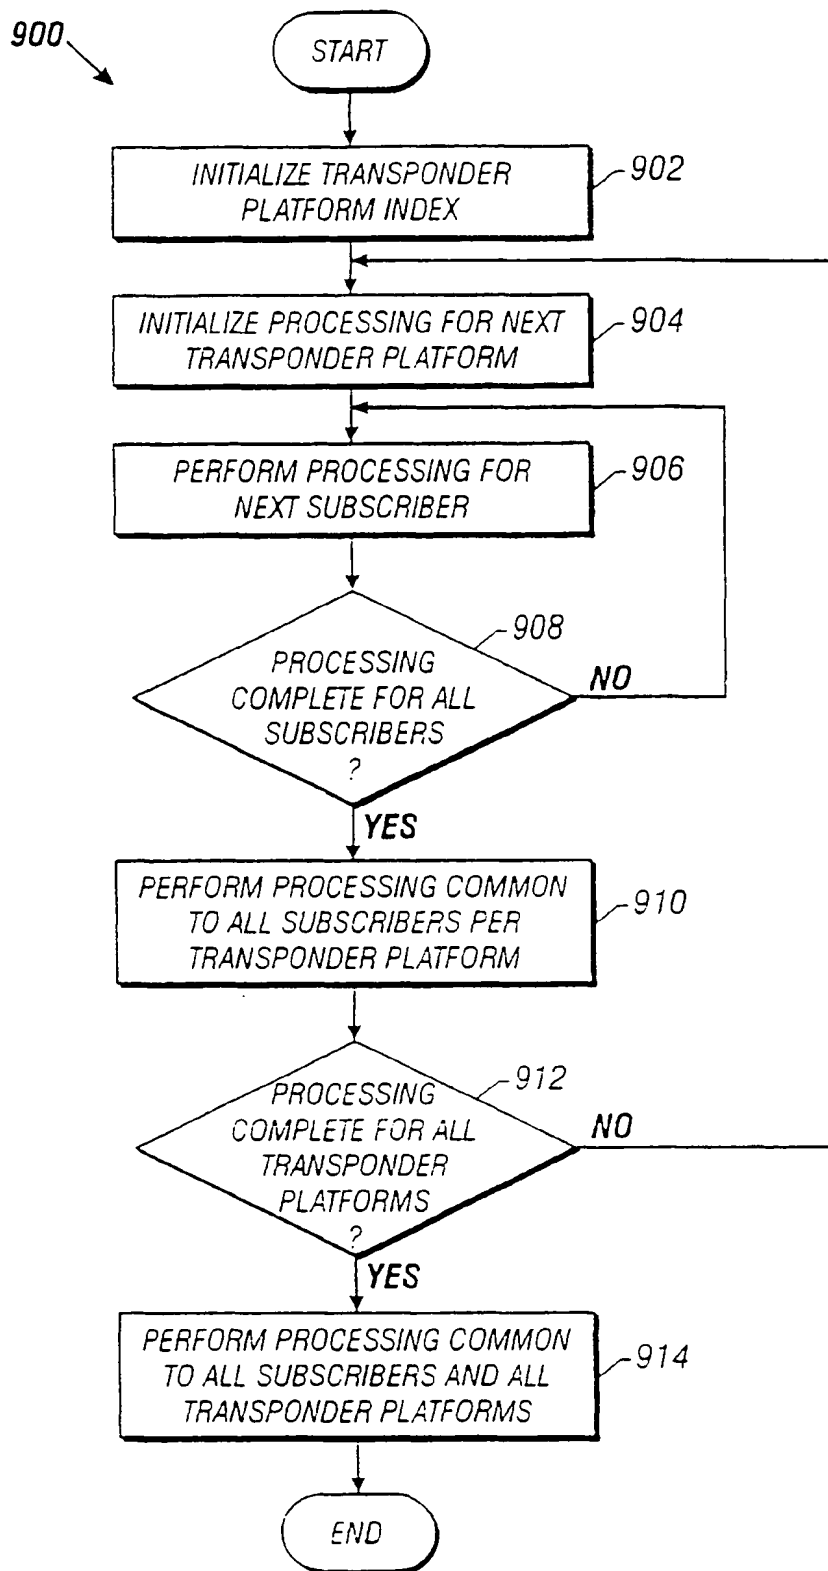 900
START
INITIALIZE TRANSPONDER
PLATFORM INDEX
902
INITIALIZE PROCESSING FOR NEXT
TRANSPONDER PLATFORM
904
PERFORM PROCESSING FOR
NEXT SUBSCRIBER
906
908
PROCESSING
COMPLETE FOR ALL
SUBSCRIBERS
?
NO
YES
PERFORM PROCESSING COMMON
TO ALL SUBSCRIBERS PER
TRANSPONDER PLATFORM
910
912
PROCESSING
COMPLETE FOR ALL
TRANSPONDER
PLATFORMS
?
NO
YES
PERFORM PROCESSING COMMON
TO ALL SUBSCRIBERS AND ALL
TRANSPONDER PLATFORMS
914
END